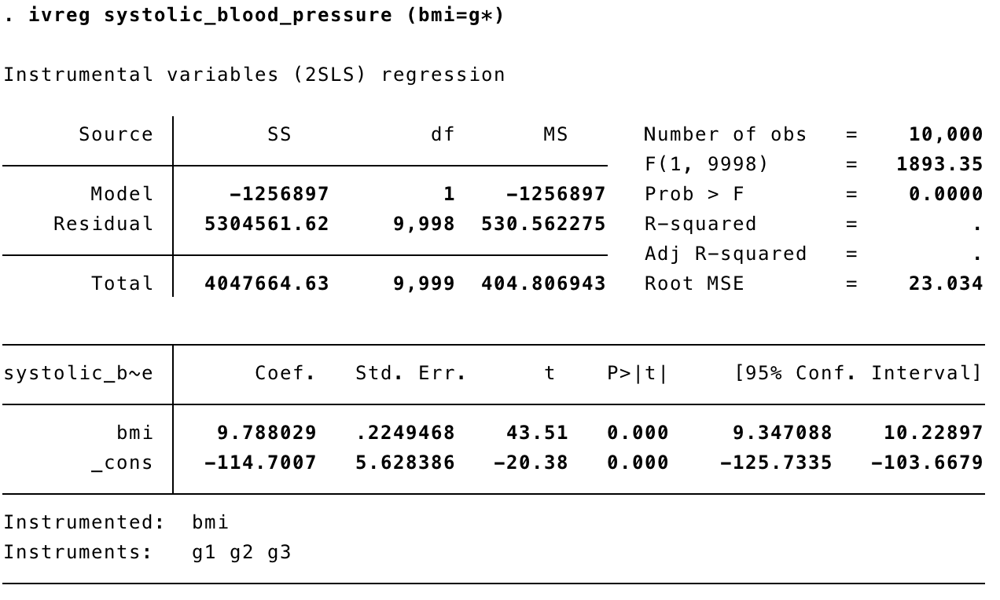 . ivreg systolic_blood_pressure (bmi=g*)
Instrumental variables (2SLS) regression
Source | SS df MS Number of obs = 10,000
F(1, 9998) = 1893.35
Model | -1256897 1 -1256897 Prob > F = 0.0000
Residual | 5304561.62 9,998 530.562275 R-squared = .
Adj R-squared = .
Total | 4047664.63 9,999 404.806943 Root MSE = 23.034
systolic_b~e | Coef. Std. Err. t P>|t| [95% Conf. Interval]
bmi | 9.788029 .2249468 43.51 0.000 9.347088 10.22897
_cons | -114.7007 5.628386 -20.38 0.000 -125.7335 -103.6679
Instrumented: bmi
Instruments: g1 g2 g3